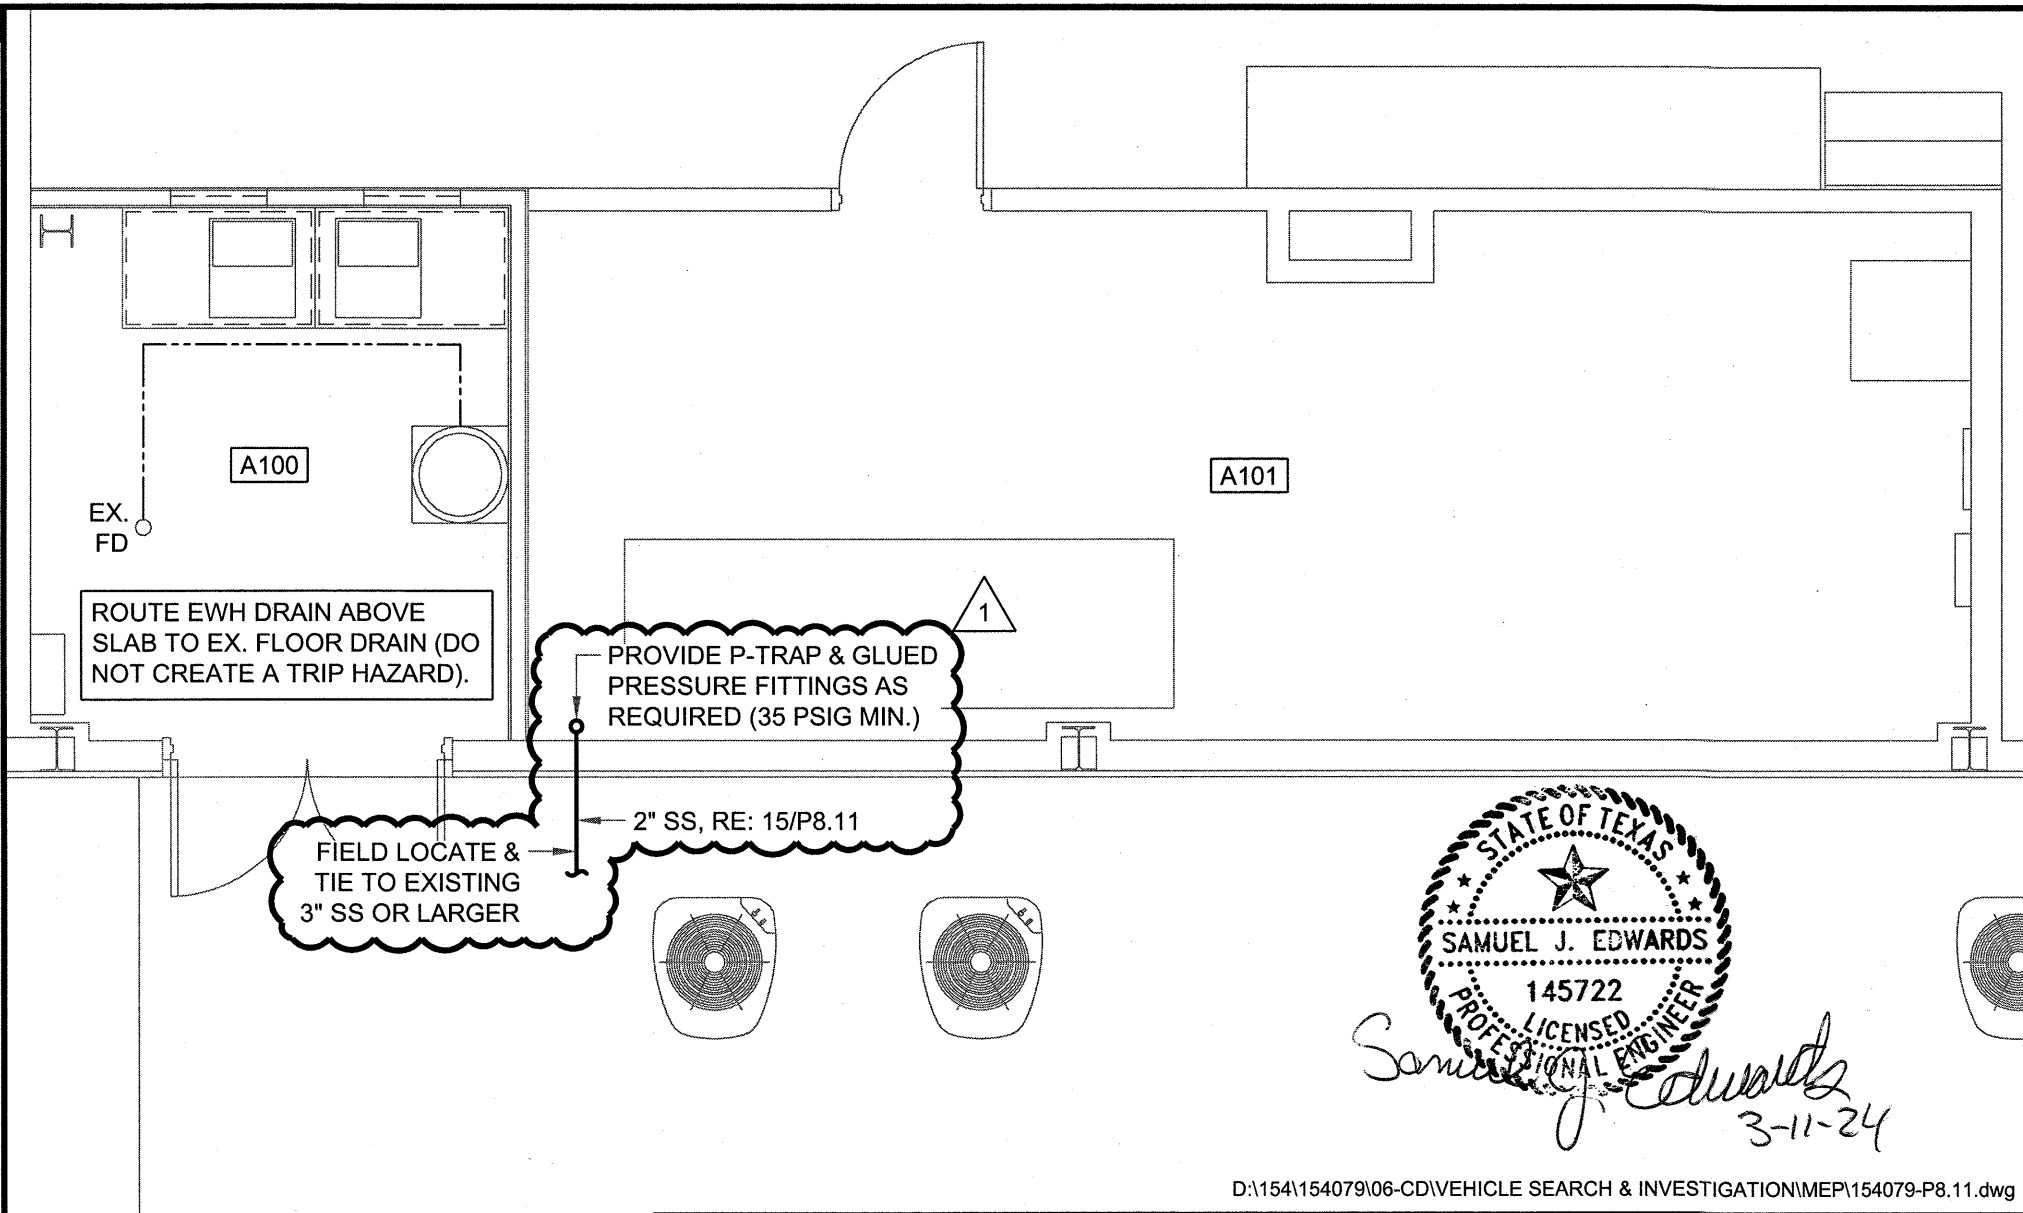 A100
A101
EX.
FD
ROUTE EWH DRAIN ABOVE
SLAB TO EX. FLOOR DRAIN (DO
NOT CREATE A TRIP HAZARD).
1
PROVIDE P-TRAP & GLUED
PRESSURE FITTINGS AS
REQUIRED (35 PSIG MIN.)
2" SS, RE: 15/P8.11
FIELD LOCATE &
TIE TO EXISTING
3" SS OR LARGER
STATE OF TEXAS
SAMUEL J. EDWARDS
145722
LICENSED
PROFESSIONAL ENGINEER
Samuel J Edwards
3-11-24
D:\154\154079\06-CD\VEHICLE SEARCH & INVESTIGATION\MEP\154079-P8.11.dwg